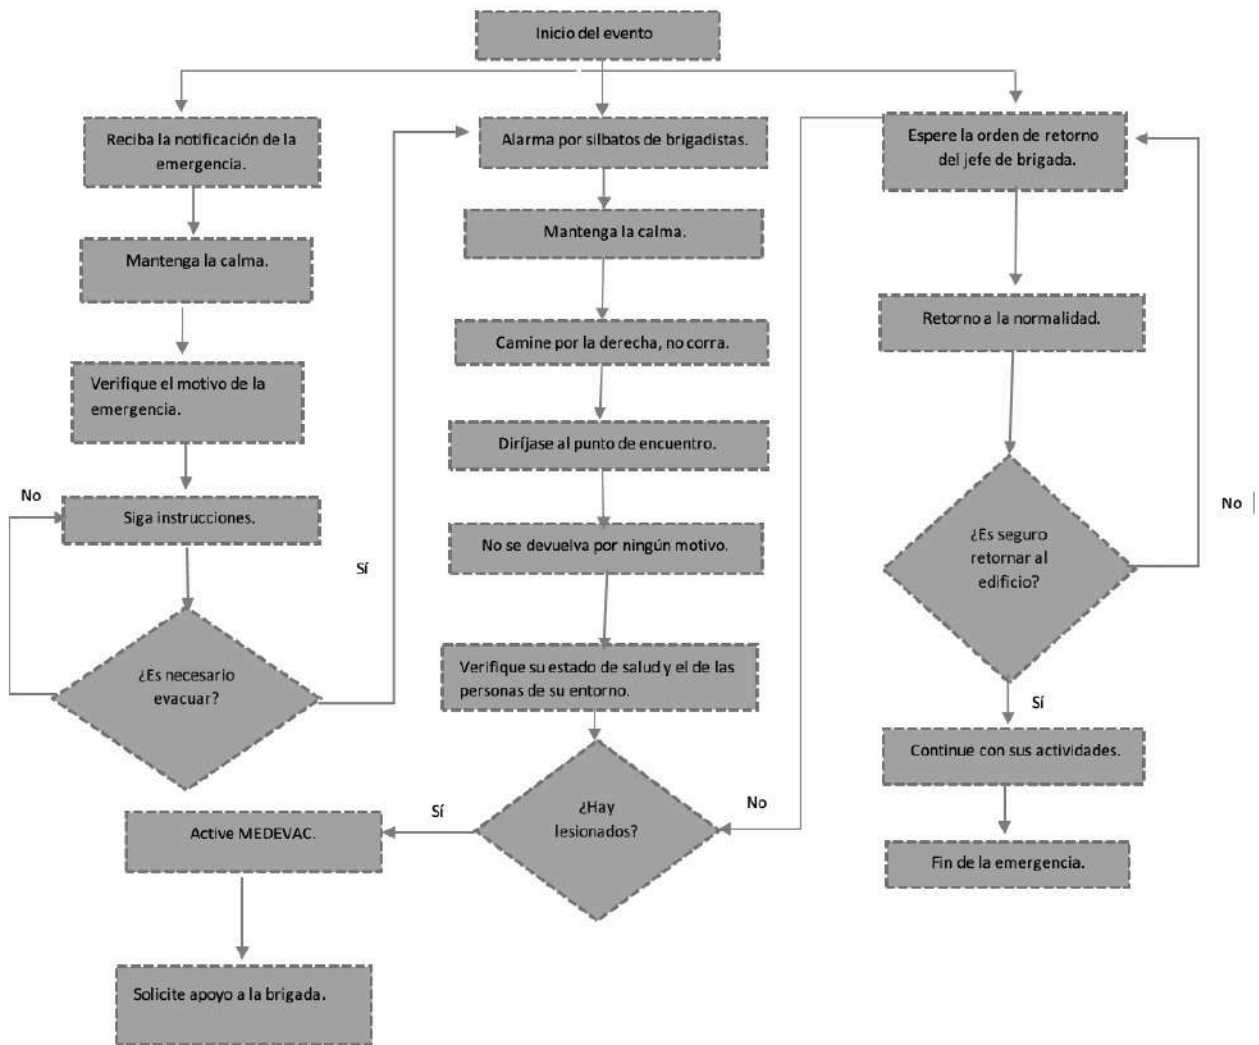 Inicio del evento
Reciba la notificación de la
emergencia.
Mantenga la calma.
Verifique el motivo de la
emergencia.
No
Siga instrucciones.
Sí
¿Es necesario
evacuar?
Alarma por silbatos de brigadistas.
Mantenga la calma.
Camine por la derecha, no corra.
Diríjase al punto de encuentro.
No se devuelva por ningún motivo.
Verifique su estado de salud y el de las
personas de su entorno.
¿Hay
lesionados?
Sí
No
Active MEDEVAC.
Solicite apoyo a la brigada.
Espere la orden de retorno
del jefe de brigada.
Retorno a la normalidad.
¿Es seguro
retornar al
edificio?
No
Sí
Continue con sus actividades.
Fin de la emergencia.